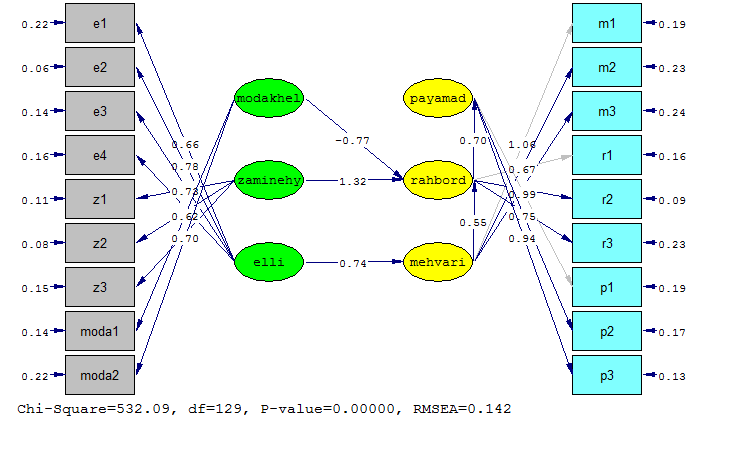 0.22 e1 m1 0.19
0.06 e2 m2 0.23
modakhel payamad
0.14 e3 m3 0.24
-0.77 0.70
0.66 1.06
0.16 e4 r1 0.16
0.78 0.67
zaminehy 1.32 rahbord
0.73 0.99
0.11 z1 r2 0.09
0.62 0.55 0.75
0.70 0.94
0.08 z2 r3 0.23
elli 0.74 mehvari
0.15 z3 p1 0.19
0.14 moda1 p2 0.17
0.22 moda2 p3 0.13
Chi-Square=532.09, df=129, P-value=0.00000, RMSEA=0.142